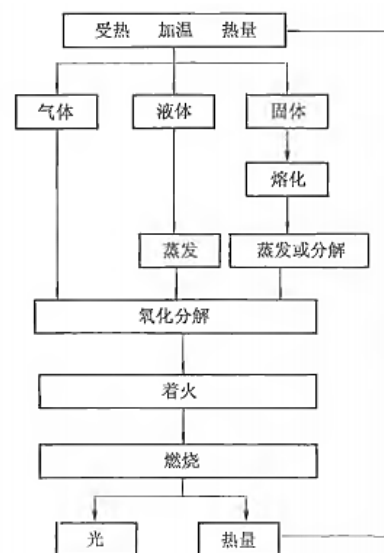 受热 加温 热量
气体 液体 固体
熔化
蒸发 蒸发或分解
氧化分解
着火
燃烧
光 热量